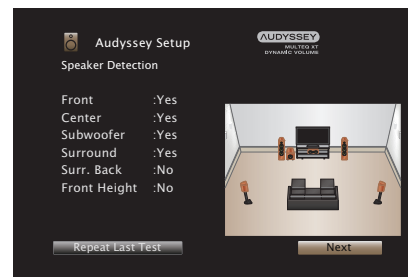 Audyssey Setup
AUDYSSEY
MULTEQ XT
DYNAMIC VOLUME
Speaker Detection
Front :Yes
Center :Yes
Subwoofer :Yes
Surround :Yes
Surr. Back :No
Front Height :No
Repeat Last Test
Next